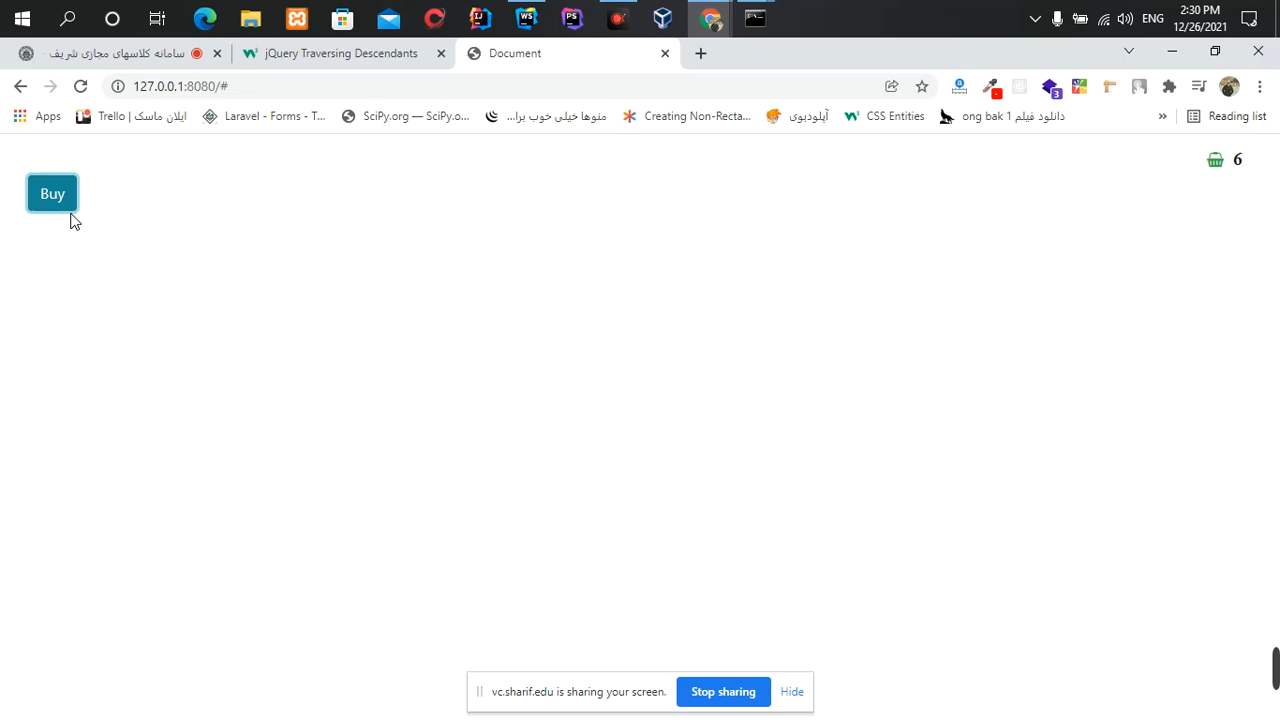 2:30 PM
ENG
12/26/2021
سامانه کلاسهای مجازی شریف -
jQuery Traversing Descendants
Document
127.0.0.1:8080/#
3
Apps
Trello | ایلان ماسک
Laravel - Forms - T...
SciPy.org — SciPy.o...
منوها خیلی خوب برا...
Creating Non-Recta...
آپلودبوی
CSS Entities
دانلود فیلم ong bak 1
»
Reading list
6
Buy
vc.sharif.edu is sharing your screen.
Stop sharing
Hide